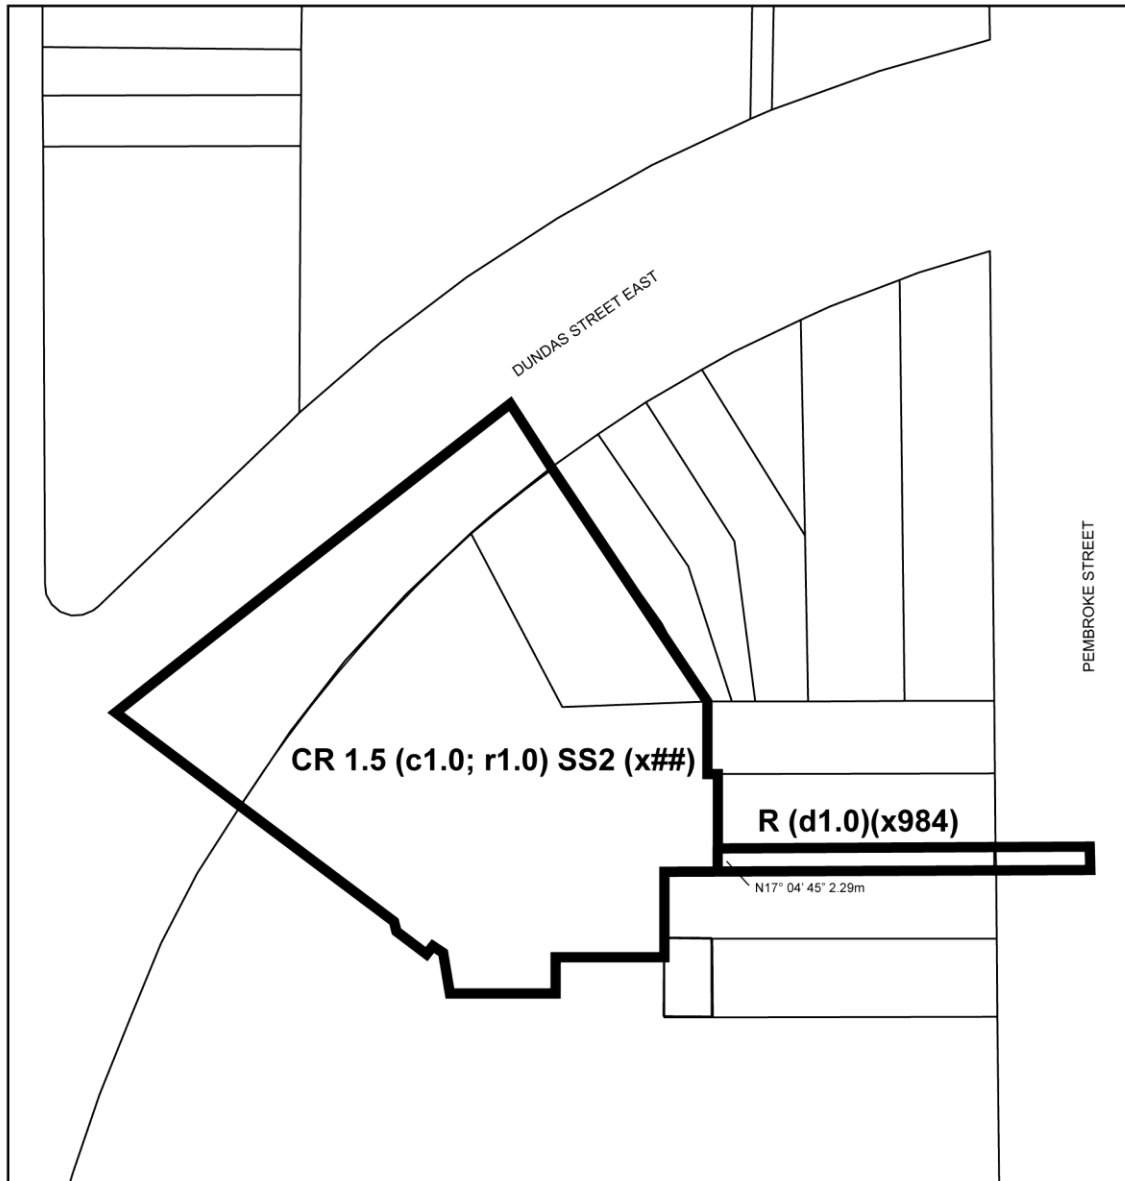 DUNDAS STREET EAST
PEMBROKE STREET
CR 1.5 (c1.0; r1.0) SS2 (x##)
R (d1.0)(x984)
N17° 04' 45" 2.29m